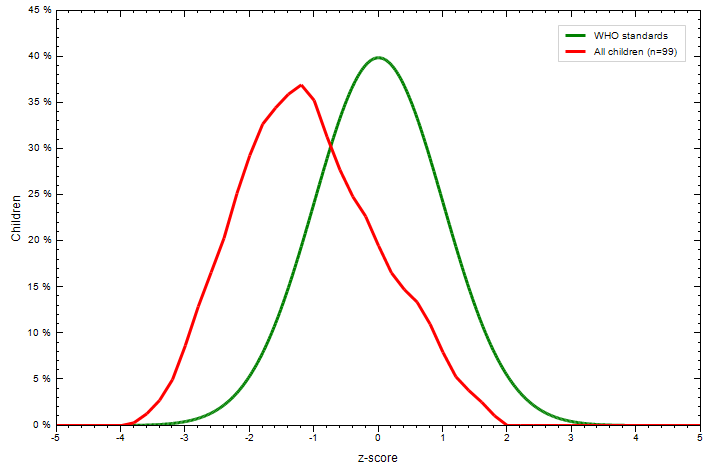 45 %
40 %
35 %
30 %
25 %
20 %
15 %
10 %
5 %
0 %
Children
WHO standards
All children (n=99)
-5 -4 -3 -2 -1 0 1 2 3 4 5
z-score